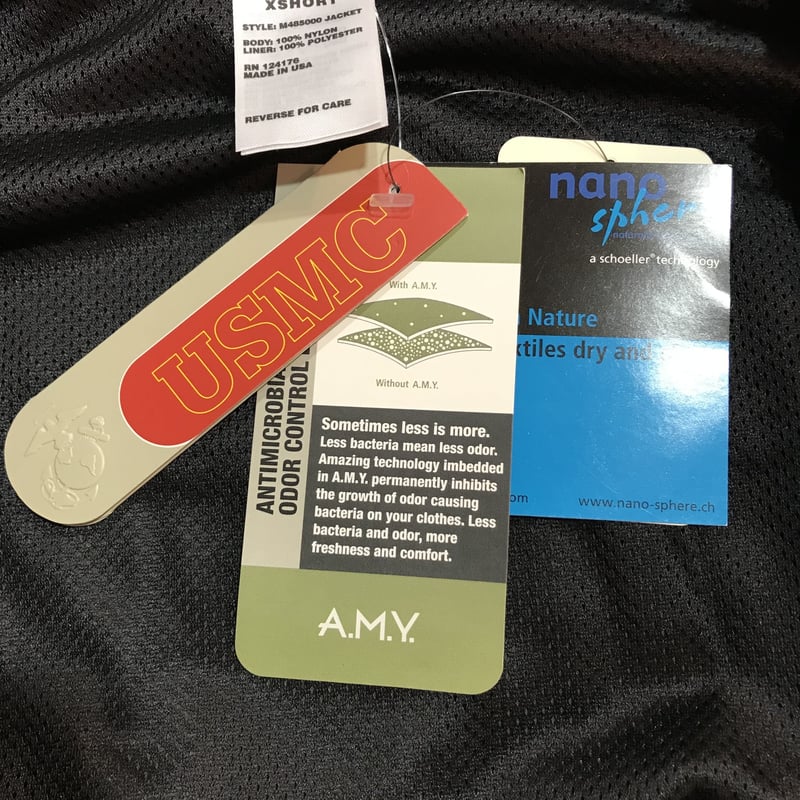 XSHORT
STYLE: M485000 JACKET
BODY: 100% NYLON
LINER: 100% POLYESTER
RN 124176
MADE IN USA
REVERSE FOR CARE
USMC
With A.M.Y.
Without A.M.Y.
ODOR CONTROL
Sometimes less is more.
Less bacteria mean less odor.
Amazing technology imbedded
in A.M.Y. permanently inhibits
the growth of odor causing
bacteria on your clothes. Less
bacteria and odor, more
freshness and comfort.
A.M.Y.
nano
a schoeller® technology
Nature
dry and
www.nano-sphere.ch